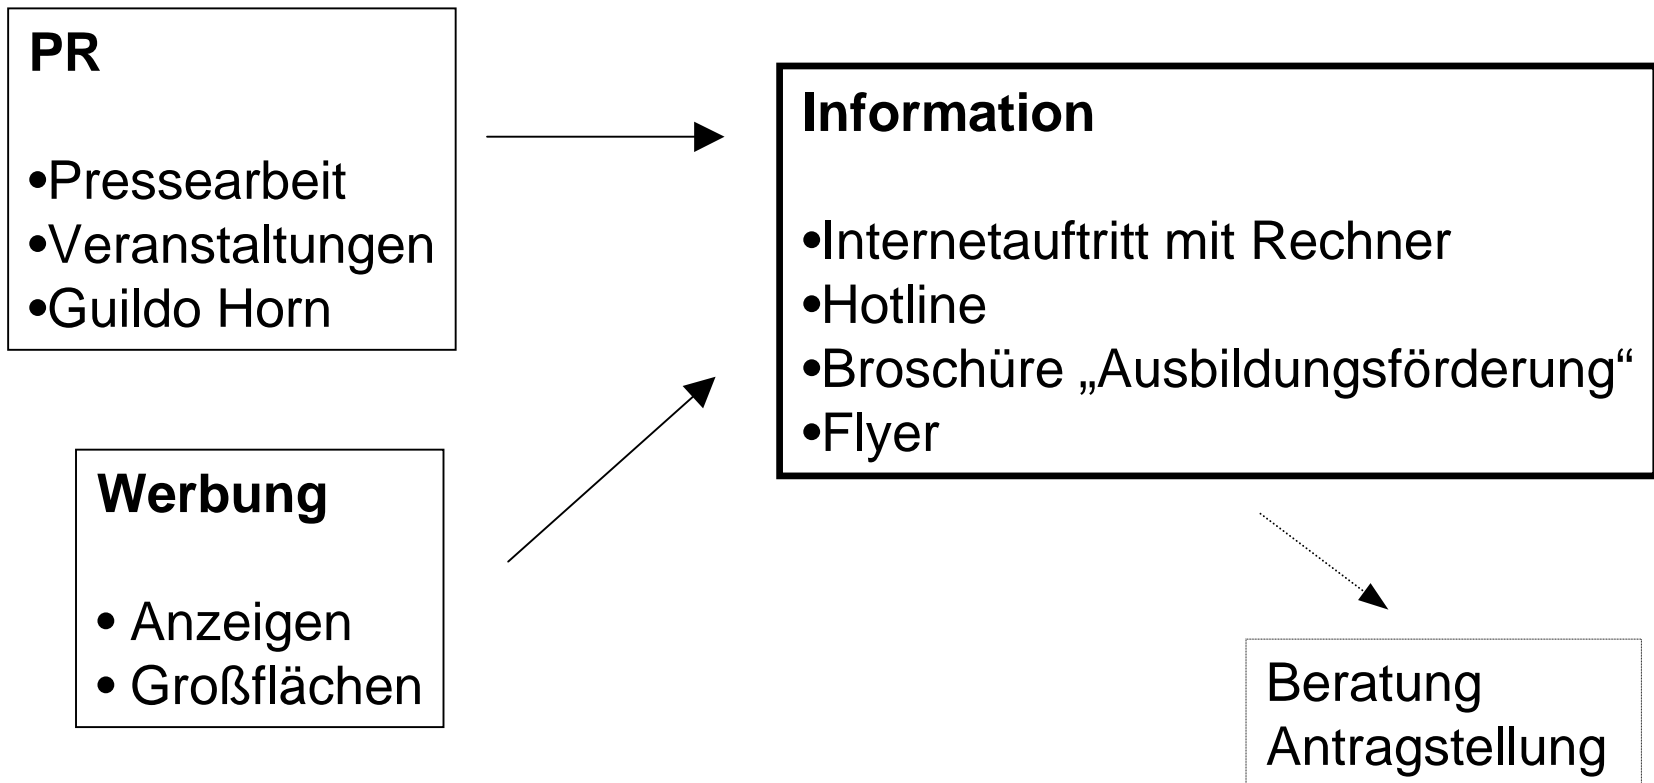 PR
•Pressearbeit
•Veranstaltungen
•Guildo Horn
Information
•Internetauftritt mit Rechner
•Hotline
•Broschüre „Ausbildungsförderung“
•Flyer
Werbung
• Anzeigen
• Großflächen
Beratung
Antragstellung